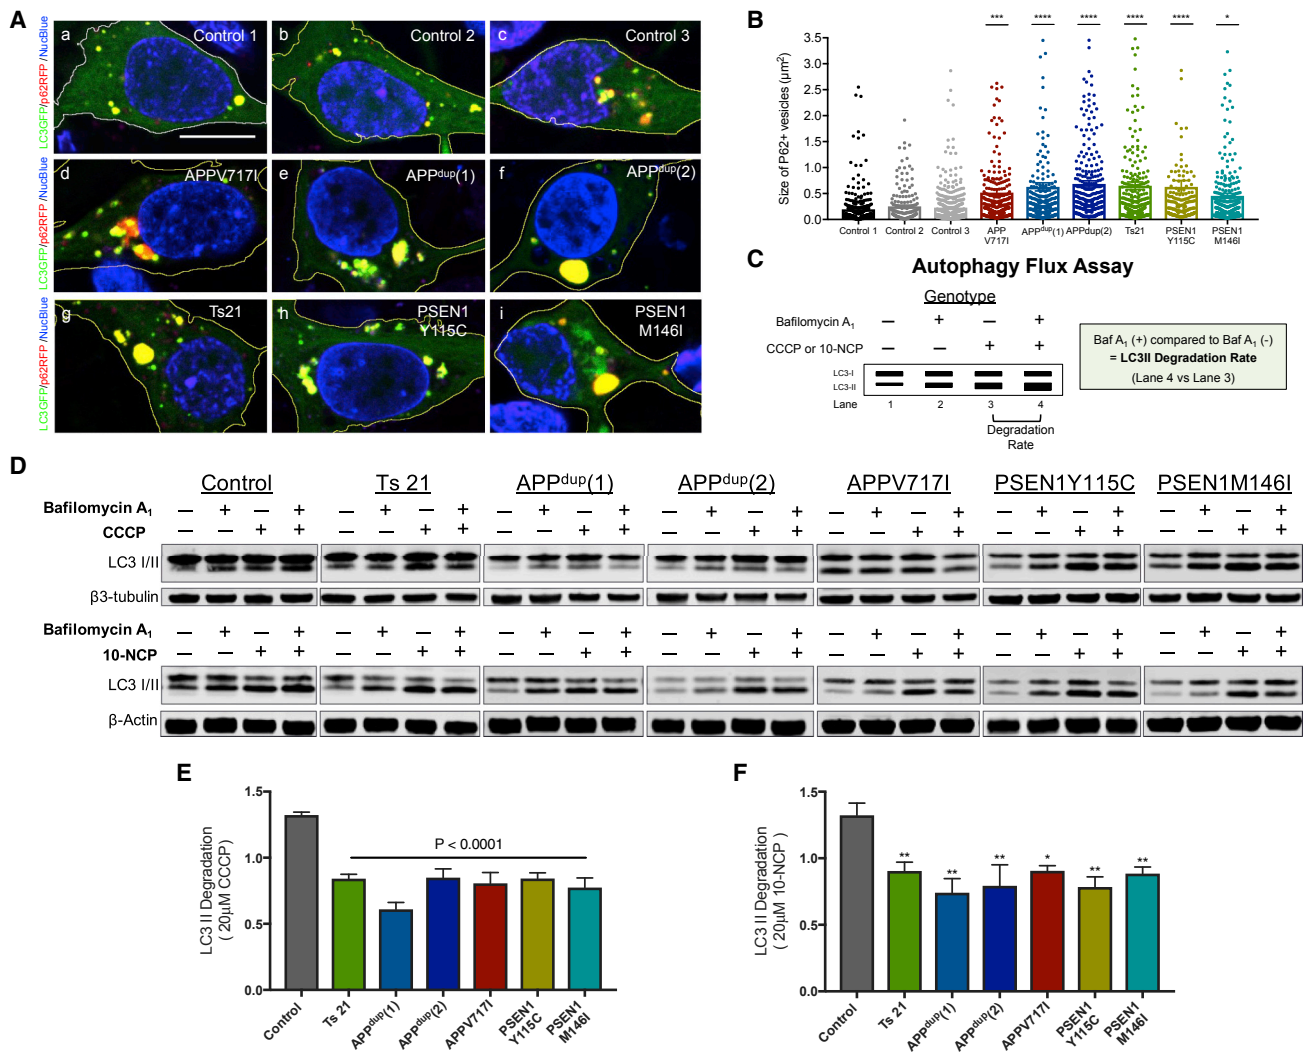 A
LC3GFP/p62RFP /NucBlue
a
Control 1
b
Control 2
c
Control 3
LC3GFP/p62RFP /NucBlue
d
APPV717I
e
APPdup(1)
f
APPdup(2)
LC3GFP/p62RFP /NucBlue
g
Ts21
h
PSEN1
Y115C
i
PSEN1
M146I
B
*** **** **** **** **** *
Size of P62+ vesicles (µm²)
3.5
3.0
2.5
2.0
1.5
1.0
0.5
0.0
Control 1 Control 2 Control 3 APP V717I APPdup(1) APPdup(2) Ts21 PSEN1 Y115C PSEN1 M146I
C
Autophagy Flux Assay
Genotype
Bafilomycin A1 — + — +
CCCP or 10-NCP — — + +
LC3-I
LC3-II
Lane 1 2 3 4
Degradation
Rate
Baf A1 (+) compared to Baf A1 (-)
= LC3II Degradation Rate
(Lane 4 vs Lane 3)
D
Control Ts 21 APPdup(1) APPdup(2) APPV717I PSEN1Y115C PSEN1M146I
Bafilomycin A1 — + — + — + — + — + — + — + — + — + — + — + — + — + — +
CCCP — — + + — — + + — — + + — — + + — — + + — — + + — — + +
LC3 I/II
β3-tubulin
Bafilomycin A1 — + — + — + — + — + — + — + — + — + — + — + — + — + — +
10-NCP — — + + — — + + — — + + — — + + — — + + — — + + — — + +
LC3 I/II
β-Actin
E
LC3 II Degradation
( 20µM CCCP)
1.5
1.0
0.5
0.0
P < 0.0001
Control Ts 21 APPdup(1) APPdup(2) APPV717I PSEN1 Y115C PSEN1 M146I
F
LC3 II Degradation
( 20µM 10-NCP )
1.5
1.0
0.5
0.0
** ** ** * ** **
Control Ts 21 APPdup(1) APPdup(2) APPV717I PSEN1 Y115C PSEN1 M146I